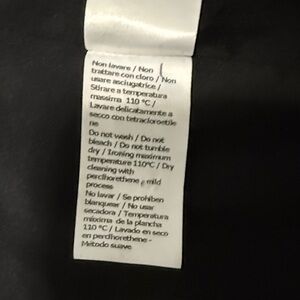 Non lavare / Non
trattare con cloro / Non
usare asciugatrice /
Stirare a temperatura
massima 110 °C /
Lavare delicatamente a
secco con tetracloroetile
ne
Do not wash / Do not
bleach / Do not tumble
dry / Ironing maximum
temperature 110°C / Dry
cleaning with
perclhorethene - mild
process
No lavar / Se prohiben
blanquear / No usar
secadora / Temperatura
máxima de la plancha
110 °C / Lavado en seco
en perclhorethene -
Método suave